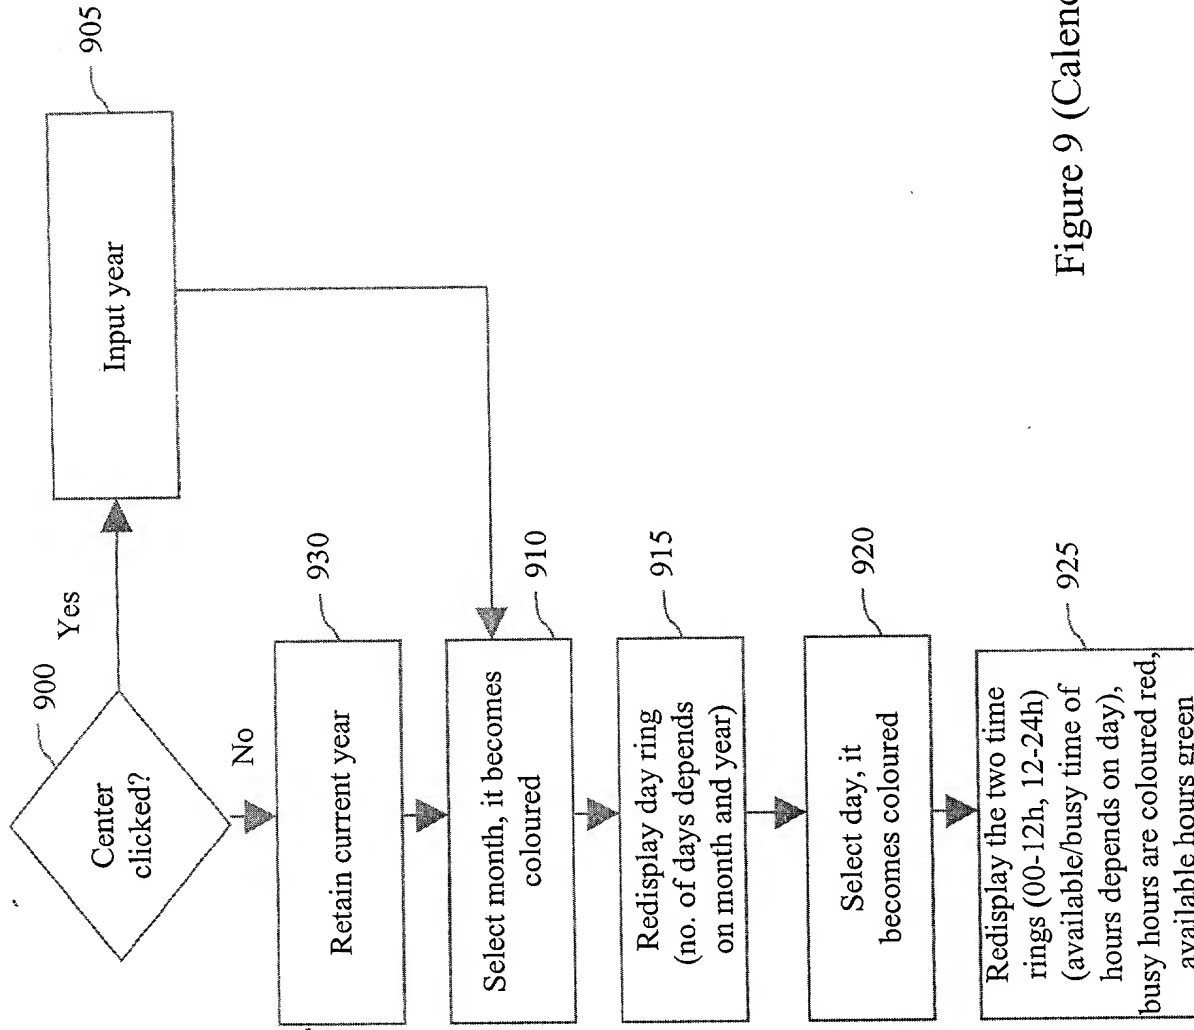 900
Center
clicked?
Yes
905
Input year
No
930
Retain current year
910
Select month, it becomes
coloured
915
Redisplay day ring
(no. of days depends
on month and year)
920
Select day, it
becomes coloured
925
Redisplay the two time
rings (00-12h, 12-24h)
(available/busy time of
hours depends on day),
busy hours are coloured red,
available hours green
Figure 9 (Calen